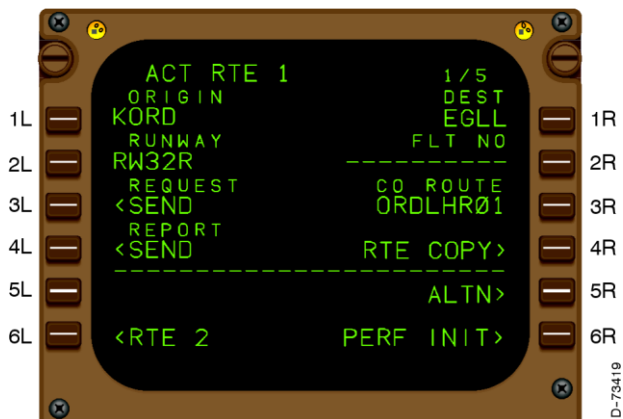 ACT RTE 1 1/5
ORIGIN DEST
1L KORD EGLL 1R
RUNWAY FLT NO
2L RW32R ---------- 2R
REQUEST CO ROUTE
3L <SEND ORDLHRØ1 3R
REPORT
4L <SEND RTE COPY> 4R
------------------------
5L ALTN> 5R
6L <RTE 2 PERF INIT> 6R
D-73419